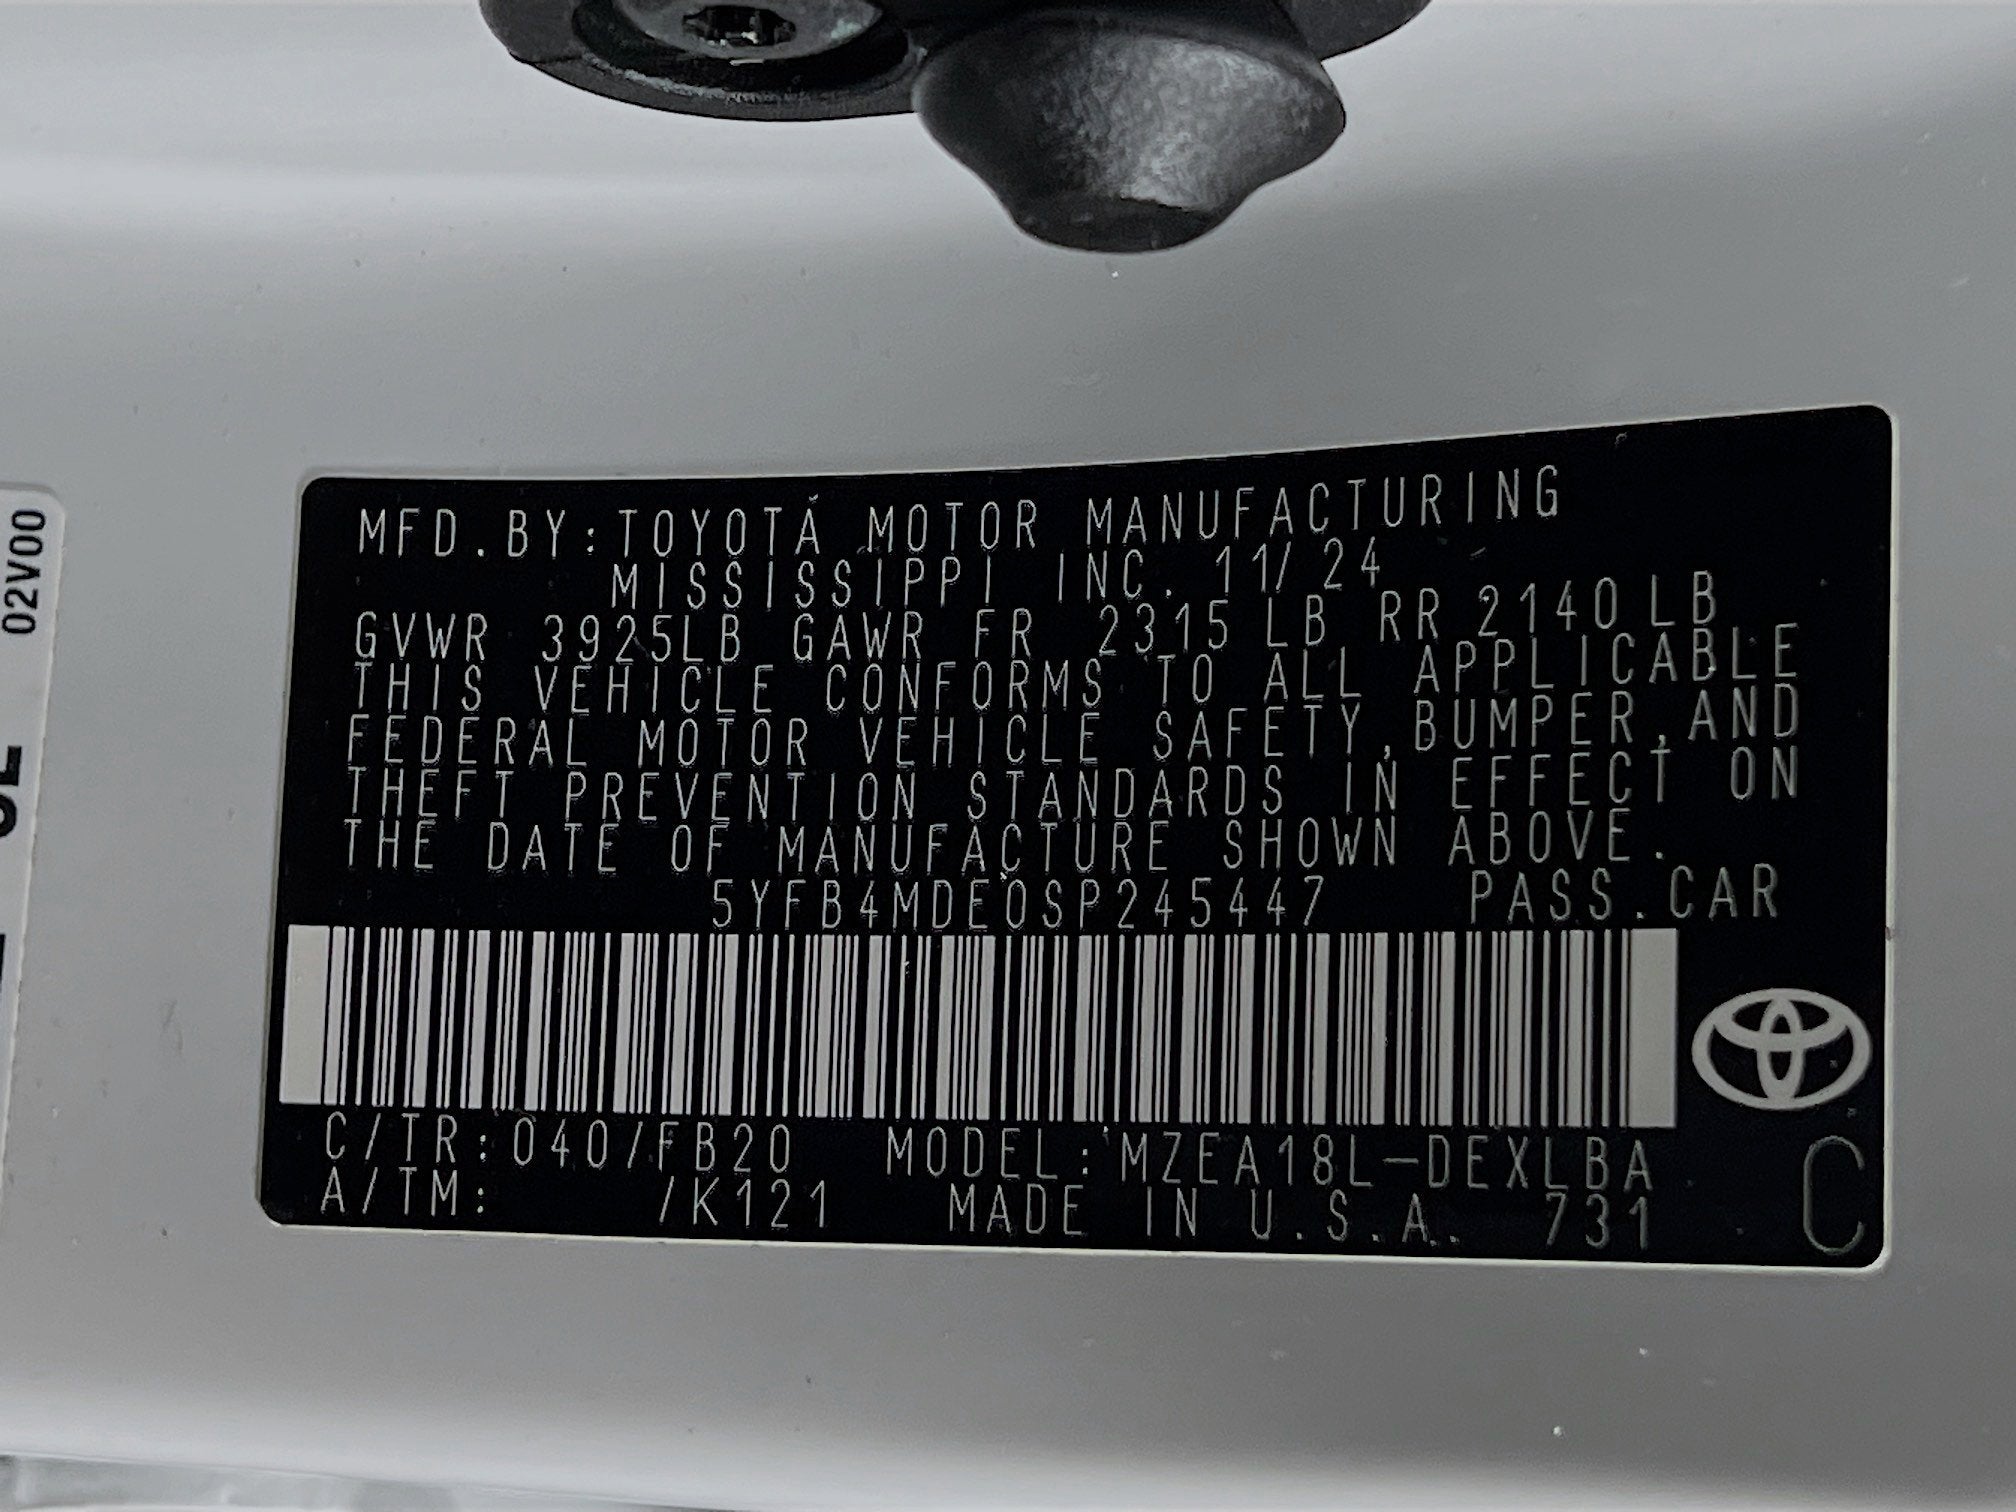 MFD.BY:TOYOTA MOTOR MANUFACTURING
MISSISSIPPI INC. 11/24
GVWR 3925LB GAWR FR 2315 LB RR 2140LB
THIS VEHICLE CONFORMS TO ALL APPLICABLE
FEDERAL MOTOR VEHICLE SAFETY,BUMPER,AND
THEFT PREVENTION STANDARDS IN EFFECT ON
THE DATE OF MANUFACTURE SHOWN ABOVE.
5YFB4MDE0SP245447 PASS.CAR
C/TR:040/FB20 MODEL:MZEA18L-DEXLBA
A/TM: /K121 MADE IN U.S.A. 731
C
02V00